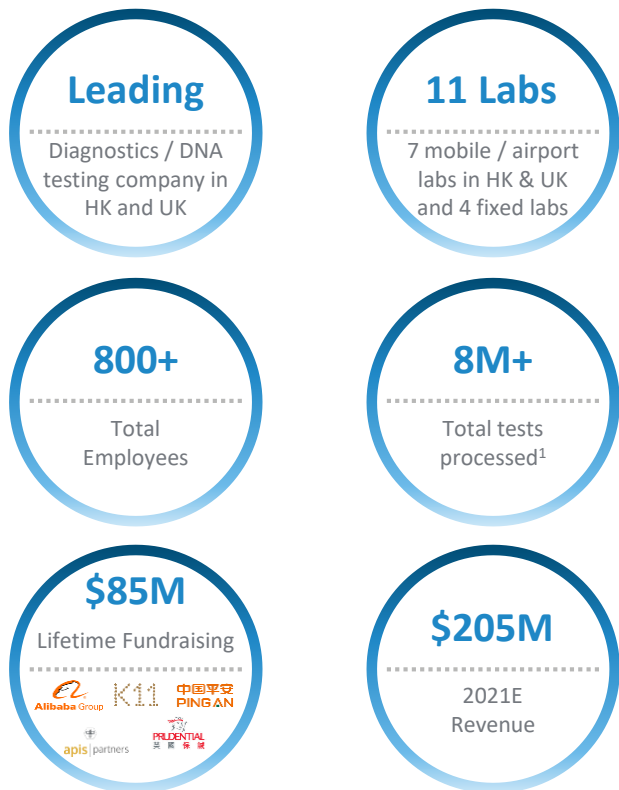 Leading
Diagnostics / DNA
testing company in
HK and UK
11 Labs
7 mobile / airport
labs in HK & UK
and 4 fixed labs
800+
Total
Employees
8M+
Total tests
processed1
$85M
Lifetime Fundraising
Alibaba Group
K11
中国平安
PING AN
apis | partners
PRUDENTIAL
英國保誠
$205M
2021E
Revenue